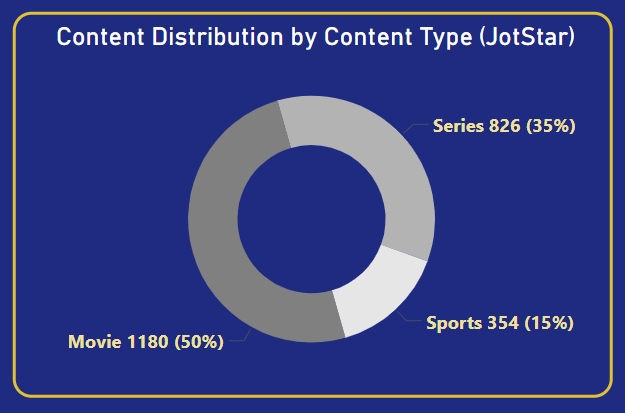 Content Distribution by Content Type (JotStar)
Series 826 (35%)
Sports 354 (15%)
Movie 1180 (50%)